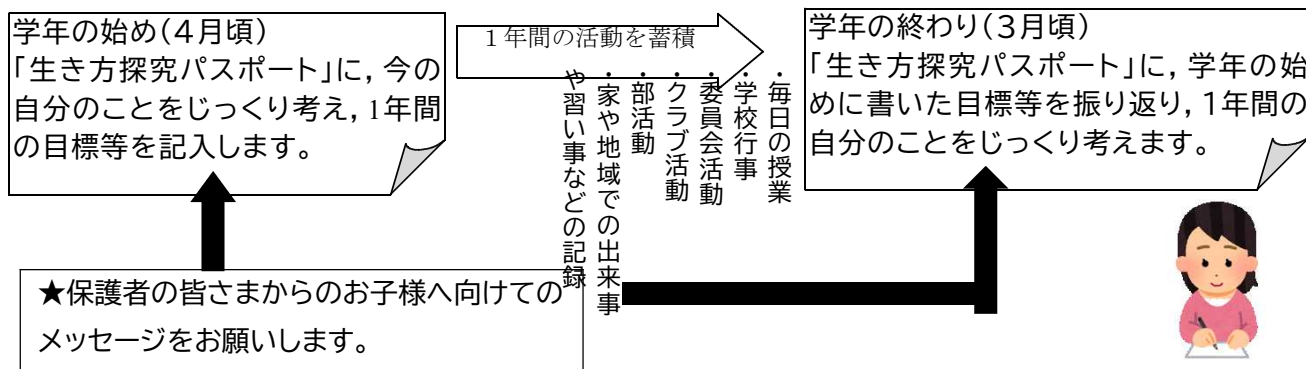 学年の始め（４月頃）
「生き方探究パスポート」に，今の
自分のことをじっくり考え，1年間
の目標等を記入します。
１年間の活動を蓄積
・毎日の授業
・学校行事
・委員会活動
・クラブ活動
・部活動
・家や地域での出来事
や習い事などの記録
学年の終わり（３月頃）
「生き方探究パスポート」に，学年の始
めに書いた目標等を振り返り，１年間の
自分のことをじっくり考えます。
★保護者の皆さまからのお子様へ向けての
メッセージをお願いします。